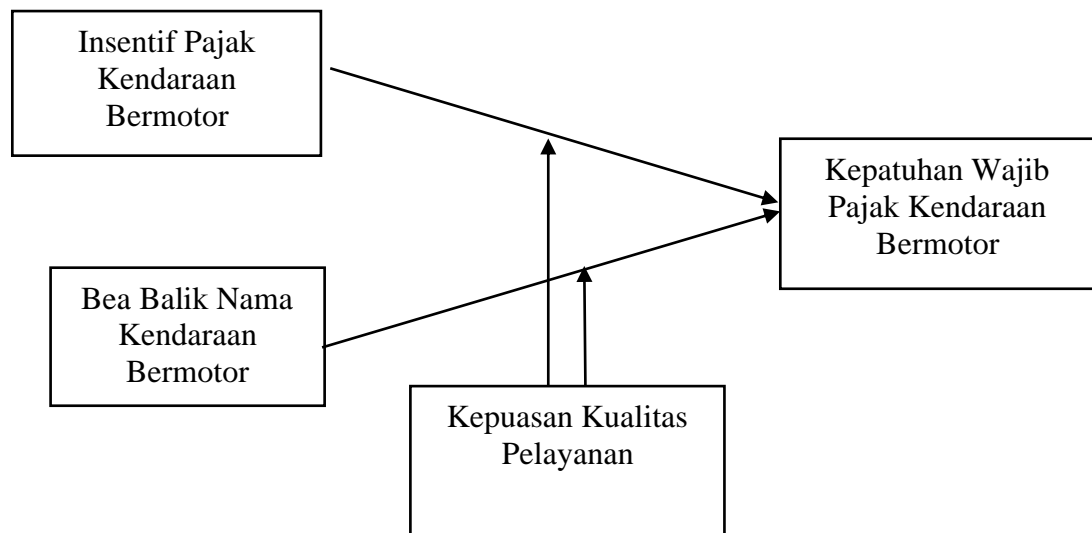 Insentif Pajak
Kendaraan
Bermotor
Kepatuhan Wajib
Pajak Kendaraan
Bermotor
Bea Balik Nama
Kendaraan
Bermotor
Kepuasan Kualitas
Pelayanan